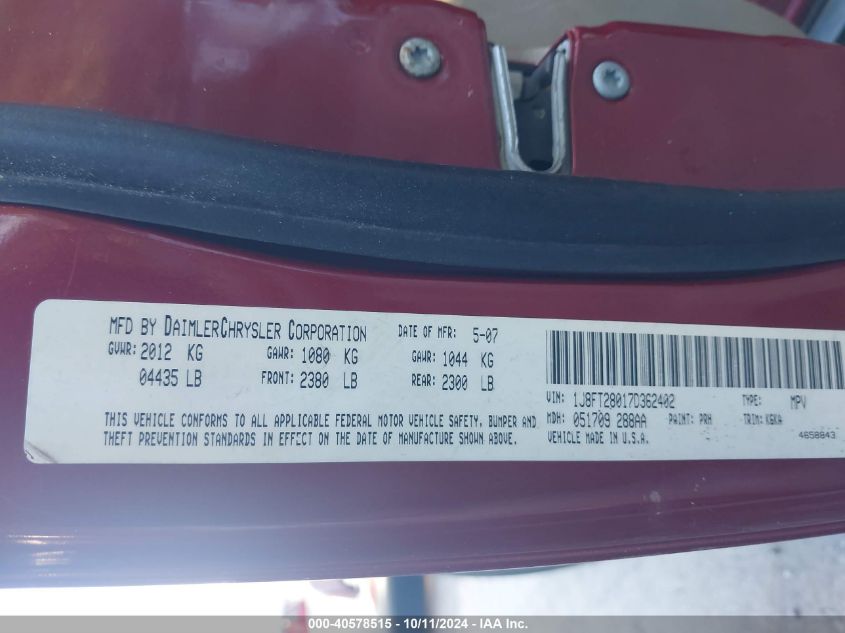 MFD BY DAIMLERCHRYSLER CORPORATION DATE OF MFR: 5-07
GVWR: 2012 KG GAWR: 1080 KG GAWR: 1044 KG
04435 LB FRONT: 2380 LB REAR: 2300 LB
THIS VEHICLE CONFORMS TO ALL APPLICABLE FEDERAL MOTOR VEHICLE SAFETY, BUMPER AND
THEFT PREVENTION STANDARDS IN EFFECT ON THE DATE OF MANUFACTURE SHOWN ABOVE.
VIN: 1J8FT28017D362402 TYPE: MPV
MDH: 051709 288AA PAINT: PRH TRIM: K6KA
VEHICLE MADE IN U.S.A. 4658843
000-40578515 - 10/11/2024 - IAA Inc.